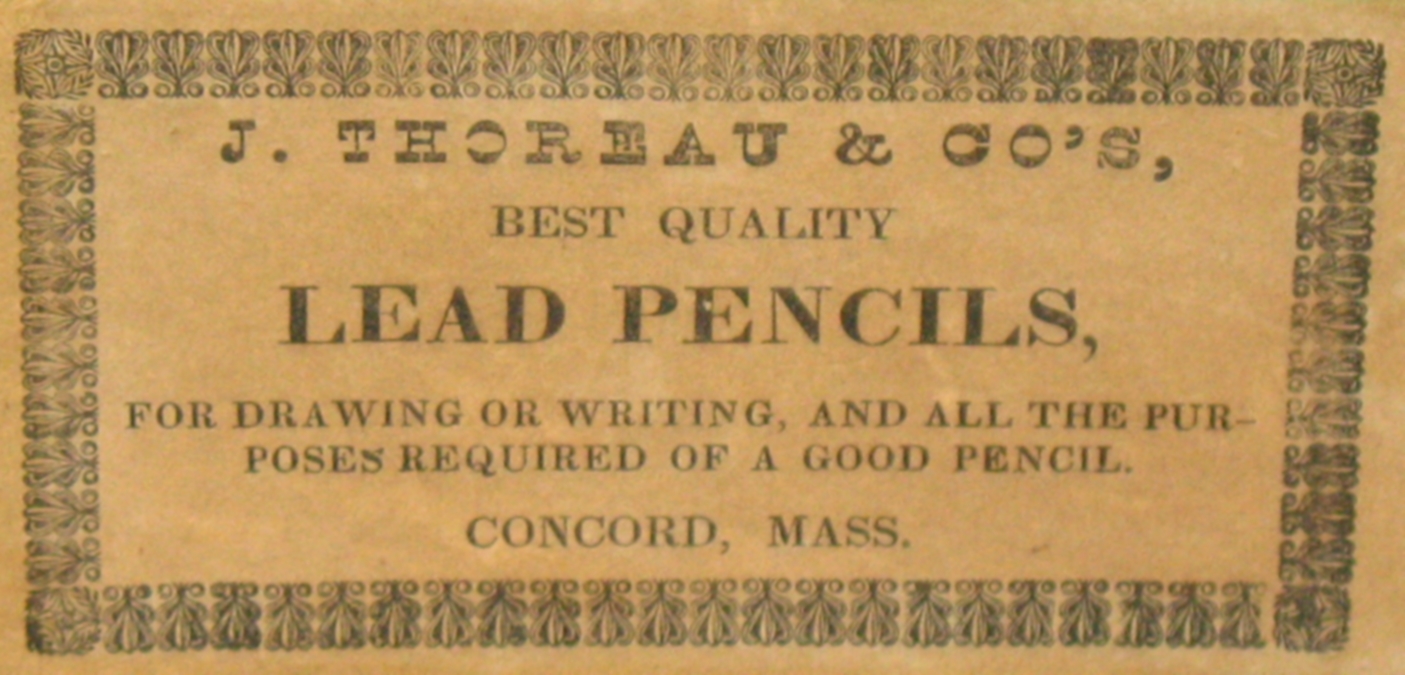 J. THOREAU & CO'S,
BEST QUALITY
LEAD PENCILS,
FOR DRAWING OR WRITING, AND ALL THE PUR-
POSES REQUIRED OF A GOOD PENCIL.
CONCORD, MASS.